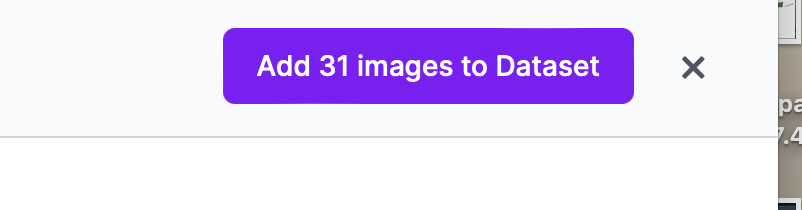 Add 31 images to Dataset